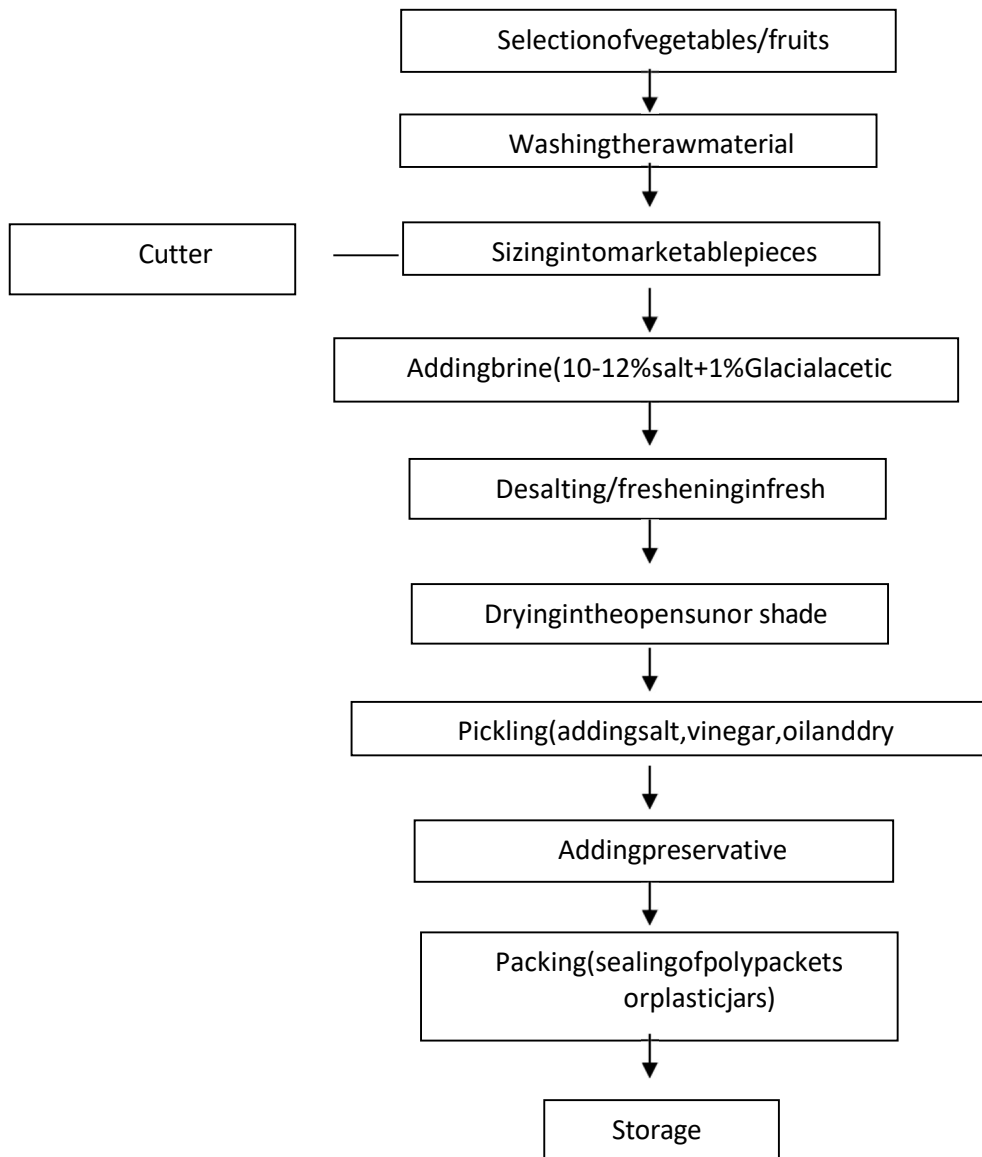 Selectionofvegetables/fruits
Washingtherawmaterial
Cutter
Sizingintomarketablepieces
Addingbrine(10-12%salt+1%Glacialacetic
Desalting/fresheninginfresh
Dryingintheopensunor shade
Pickling(addingsalt,vinegar,oilanddry
Addingpreservative
Packing(sealingofpolypackets
orplasticjars)
Storage